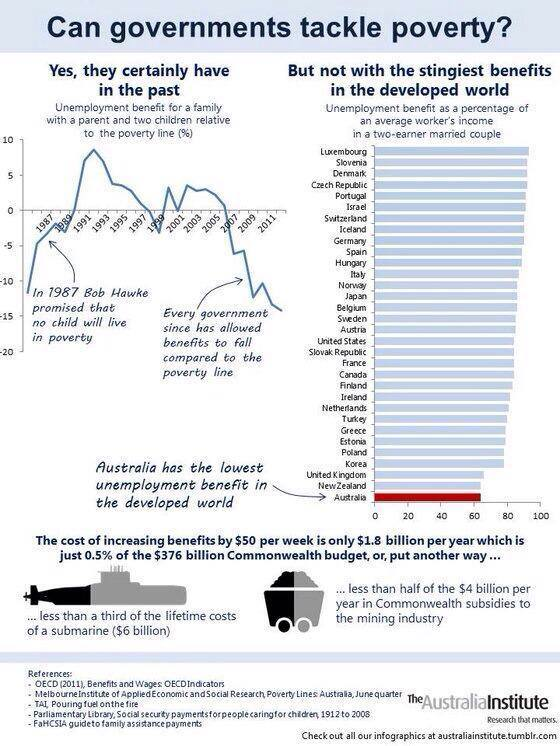 Can governments tackle poverty?
Yes, they certainly have
in the past
Unemployment benefit for a family
with a parent and two children relative
to the poverty line (%)
10
5
0
-5
-10
-15
-20
1987
1989
1991
1993
1995
1997
1999
2001
2003
2005
2007
2009
2011
In 1987 Bob Hawke
promised that
no child will live
in poverty
Every government
since has allowed
benefits to fall
compared to the
poverty line
But not with the stingiest benefits
in the developed world
Unemployment benefit as a percentage of
an average worker's income
in a two-earner married couple
Luxembourg
Slovenia
Denmark
Czech Republic
Portugal
Israel
Switzerland
Iceland
Germany
Spain
Hungary
Italy
Norway
Japan
Belgium
Sweden
Austria
United States
Slovak Republic
France
Canada
Finland
Ireland
Netherlands
Turkey
Greece
Estonia
Poland
Korea
United Kingdom
New Zealand
Australia
0 20 40 60 80 100
Australia has the lowest
unemployment benefit in
the developed world
The cost of increasing benefits by $50 per week is only $1.8 billion per year which is
just 0.5% of the $376 billion Commonwealth budget, or, put another way ...
... less than a third of the lifetime costs
of a submarine ($6 billion)
... less than half of the $4 billion per
year in Commonwealth subsidies to
the mining industry
References:
- OECD (2011), Benefits and Wages: OECD Indicators
- Melbourne Institute of Applied Economic and Social Research, Poverty Lines: Australia, June quarter
- TAI, Pouring fuel on the fire
- Parliamentary Library, Social security payments for people caring for children, 1912 to 2008
- FaHCSIA guide to family assistance payments
The Australia Institute
Research that matters.
Check out all our infographics at australiainstitute.tumblr.com